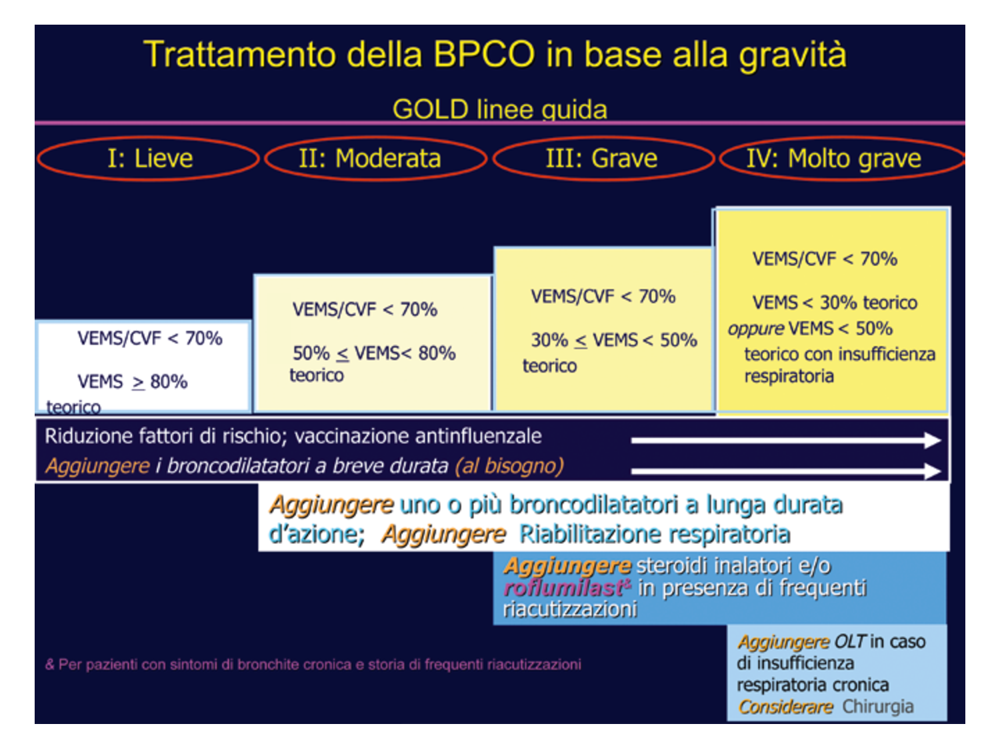 Trattamento della BPCO in base alla gravità
GOLD linee guida
I: Lieve
II: Moderata
III: Grave
IV: Molto grave
VEMS/CVF < 70%
VEMS ≥ 80%
teorico
VEMS/CVF < 70%
50% ≤ VEMS< 80%
teorico
VEMS/CVF < 70%
30% ≤ VEMS < 50%
teorico
VEMS/CVF < 70%
VEMS < 30% teorico
oppure VEMS < 50%
teorico con insufficienza
respiratoria
Riduzione fattori di rischio; vaccinazione antinfluenzale
Aggiungere i broncodilatatori a breve durata (al bisogno)
Aggiungere uno o più broncodilatatori a lunga durata
d’azione; Aggiungere Riabilitazione respiratoria
Aggiungere steroidi inalatori e/o
roflumilast& in presenza di frequenti
riacutizzazioni
Aggiungere OLT in caso
di insufficienza
respiratoria cronica
Considerare Chirurgia
& Per pazienti con sintomi di bronchite cronica e storia di frequenti riacutizzazioni